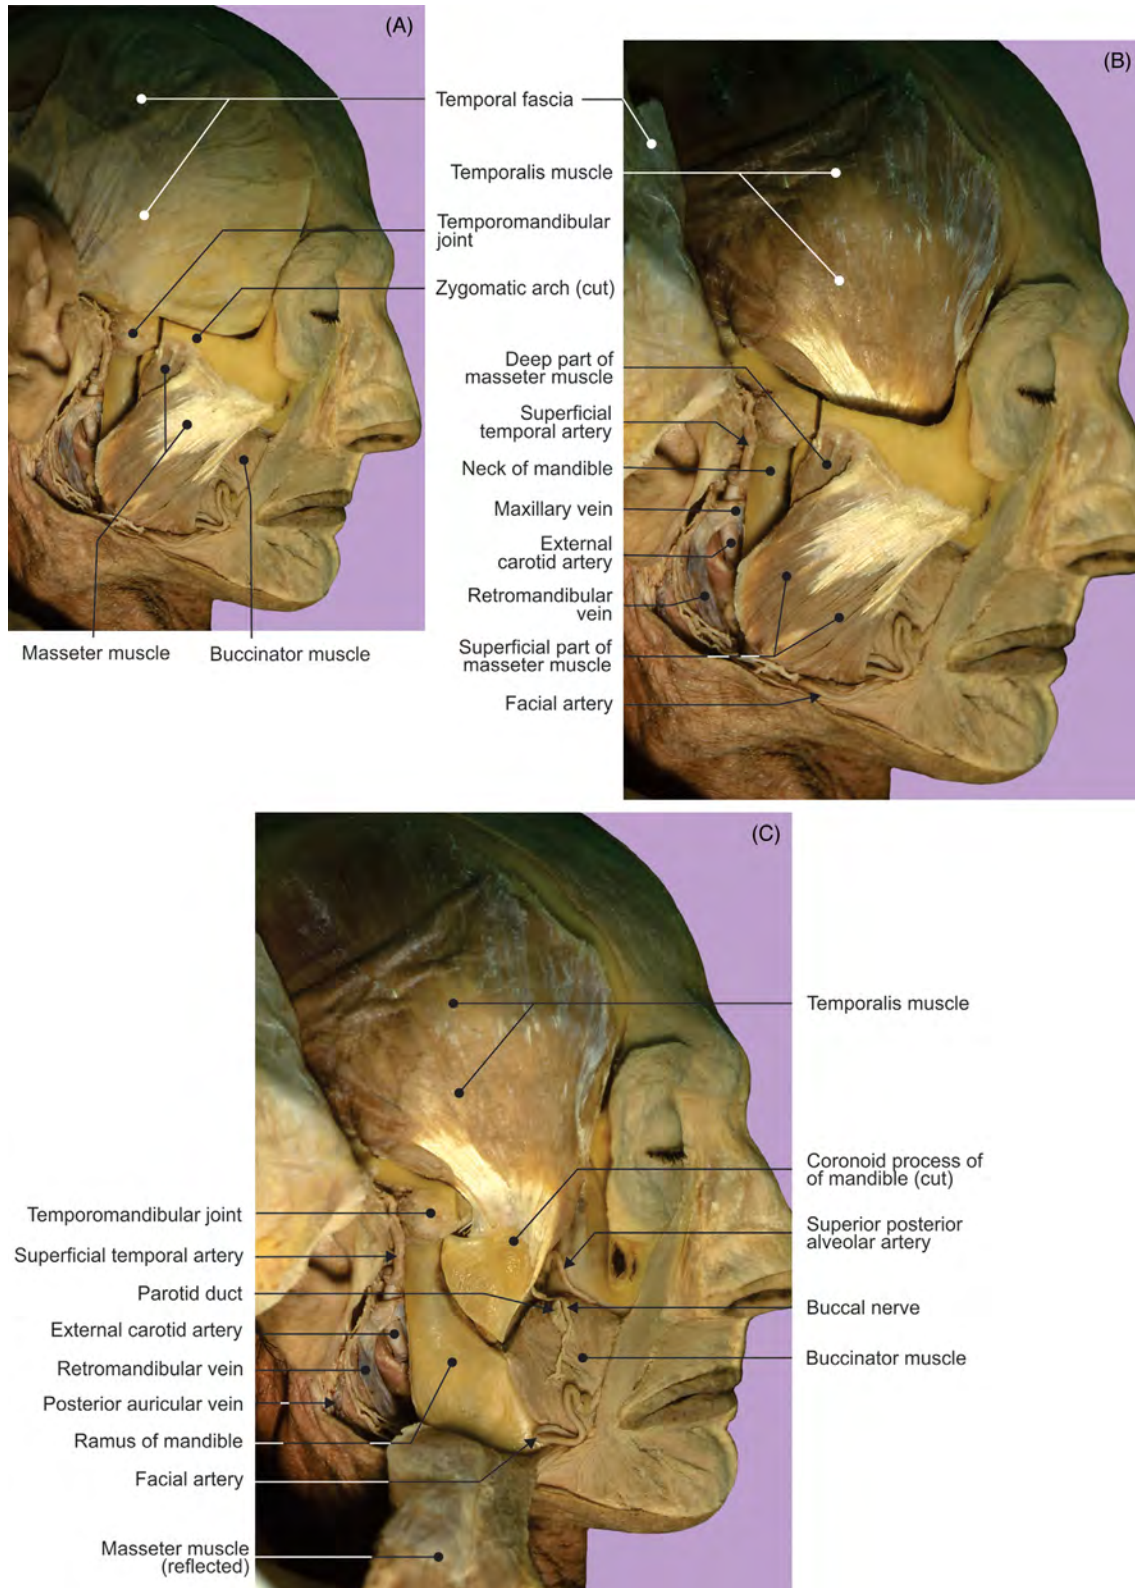 (A)
(B)
Temporal fascia
Temporalis muscle
Temporomandibular
joint
Zygomatic arch (cut)
Deep part of
masseter muscle
Superficial
temporal artery
Neck of mandible
Maxillary vein
External
carotid artery
Retromandibular
vein
Superficial part of
masseter muscle
Facial artery
Masseter muscle
Buccinator muscle
(C)
Temporalis muscle
Coronoid process of
of mandible (cut)
Superior posterior
alveolar artery
Buccal nerve
Buccinator muscle
Temporomandibular joint
Superficial temporal artery
Parotid duct
External carotid artery
Retromandibular vein
Posterior auricular vein
Ramus of mandible
Facial artery
Masseter muscle
(reflected)